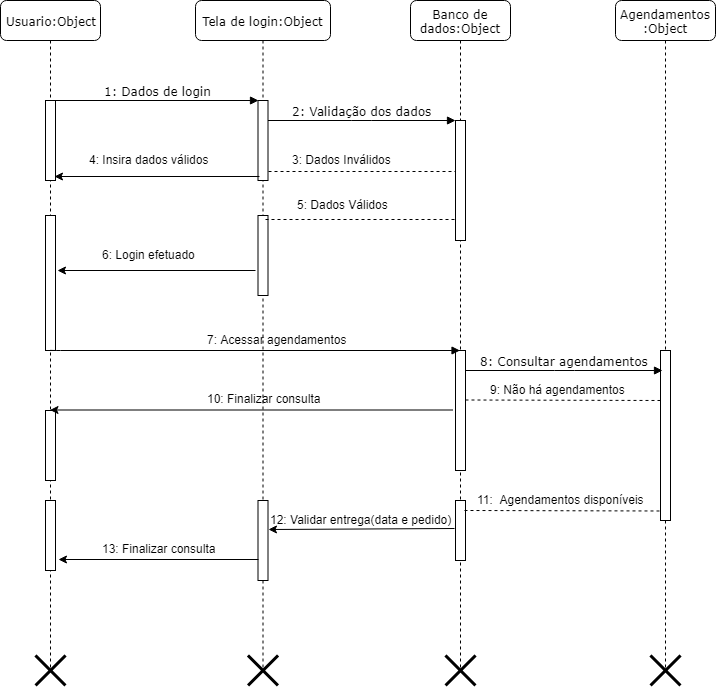 Usuario:Object
Tela de login:Object
Banco de
dados:Object
Agendamentos
:Object
1: Dados de login
2: Validação dos dados
4: Insira dados válidos
3: Dados Inválidos
5: Dados Válidos
6: Login efetuado
7: Acessar agendamentos
8: Consultar agendamentos
9: Não há agendamentos
10: Finalizar consulta
11: Agendamentos disponíveis
12: Validar entrega(data e pedido)
13: Finalizar consulta